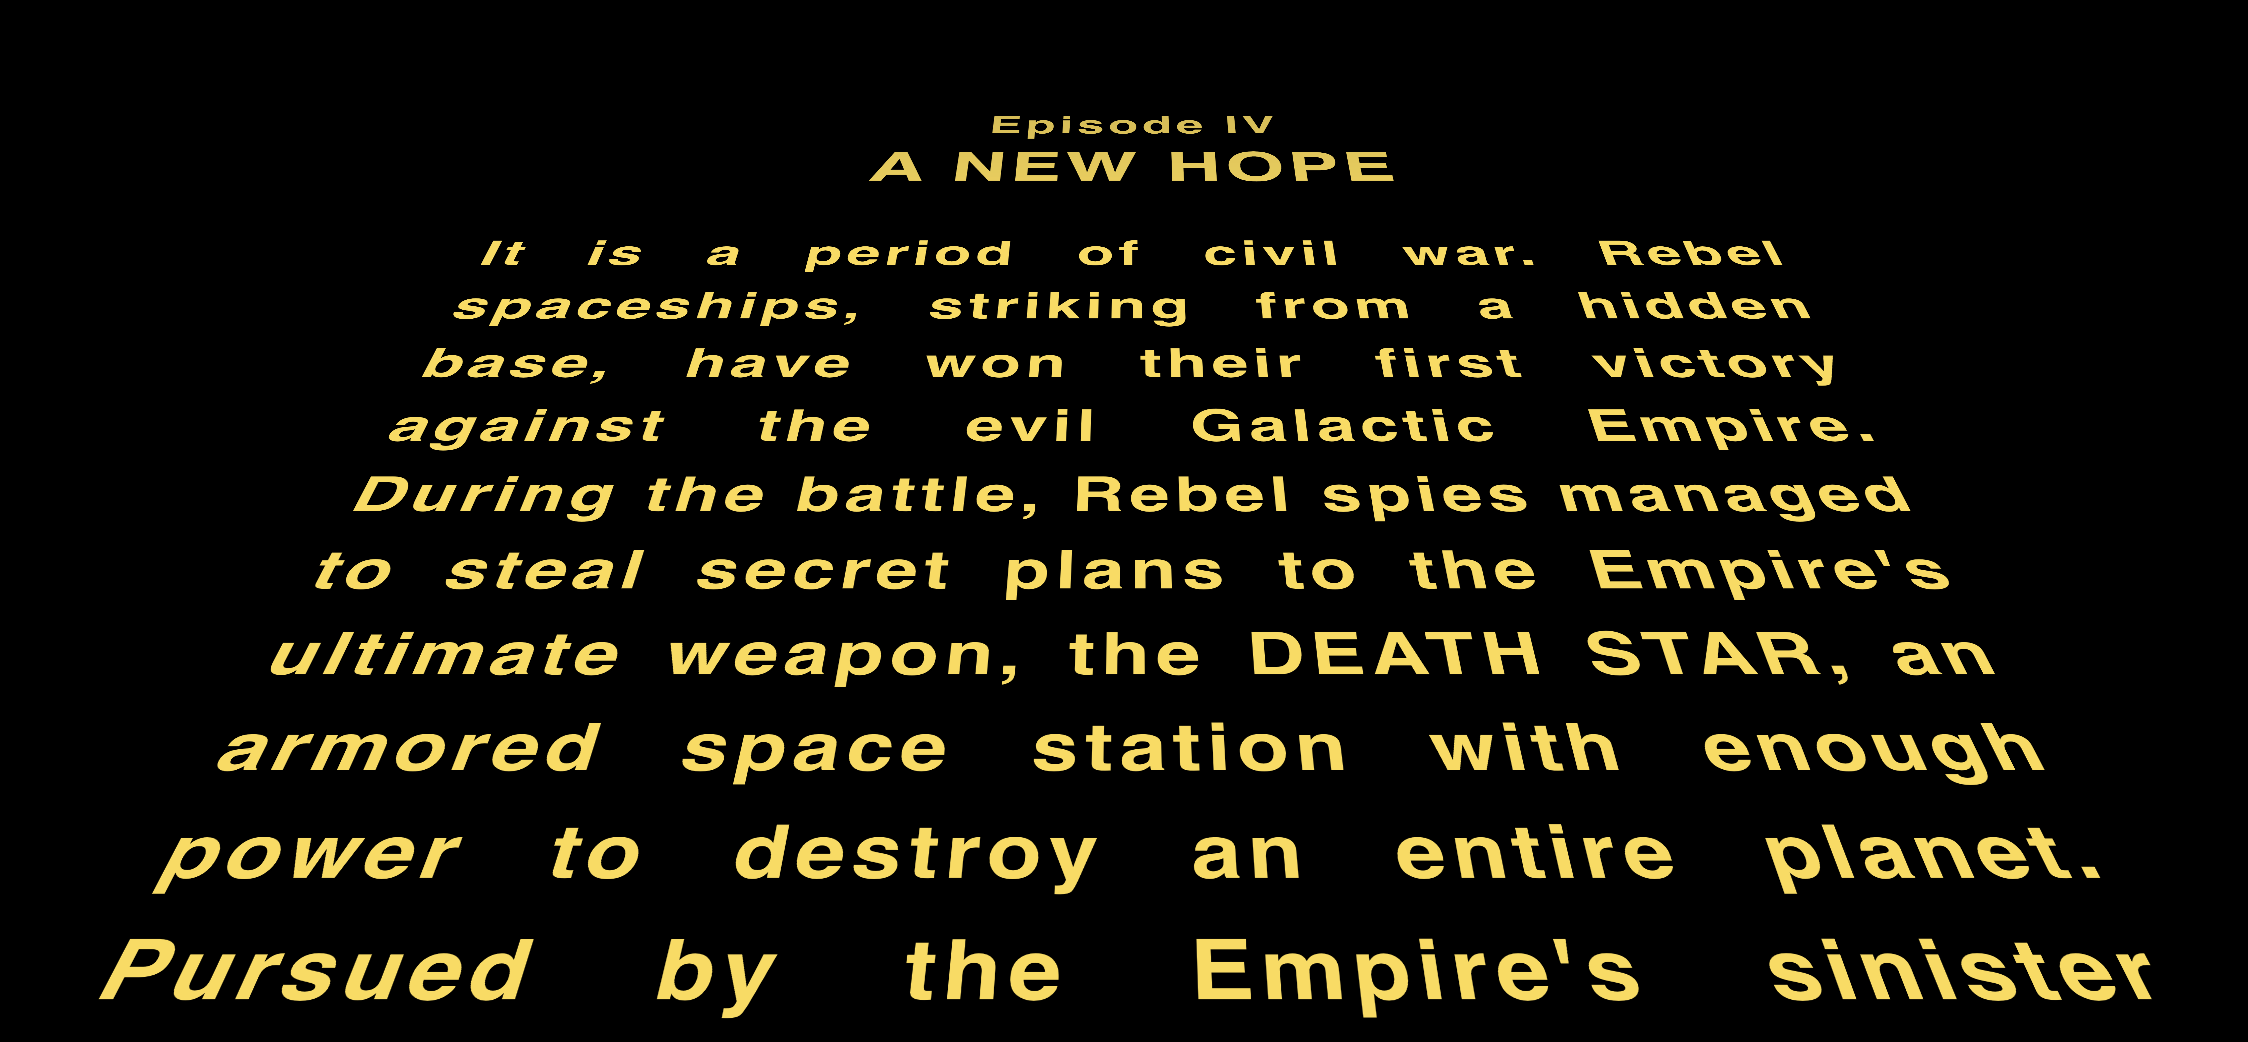 Episode IV
A NEW HOPE
It is a period of civil war. Rebel
spaceships, striking from a hidden
base, have won their first victory
against the evil Galactic Empire.
During the battle, Rebel spies managed
to steal secret plans to the Empire's
ultimate weapon, the DEATH STAR, an
armored space station with enough
power to destroy an entire planet.
Pursued by the Empire's sinister